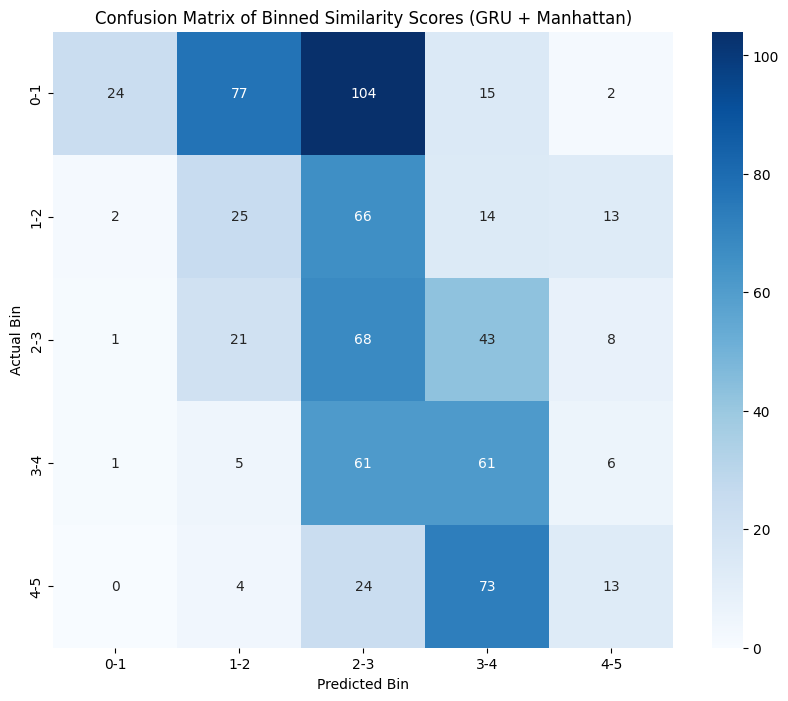 Confusion Matrix of Binned Similarity Scores (GRU + Manhattan)
0-1 24 77 104 15 2
1-2 2 25 66 14 13
2-3 1 21 68 43 8
3-4 1 5 61 61 6
4-5 0 4 24 73 13
0-1 1-2 2-3 3-4 4-5
Predicted Bin
Actual Bin
100
80
60
40
20
0